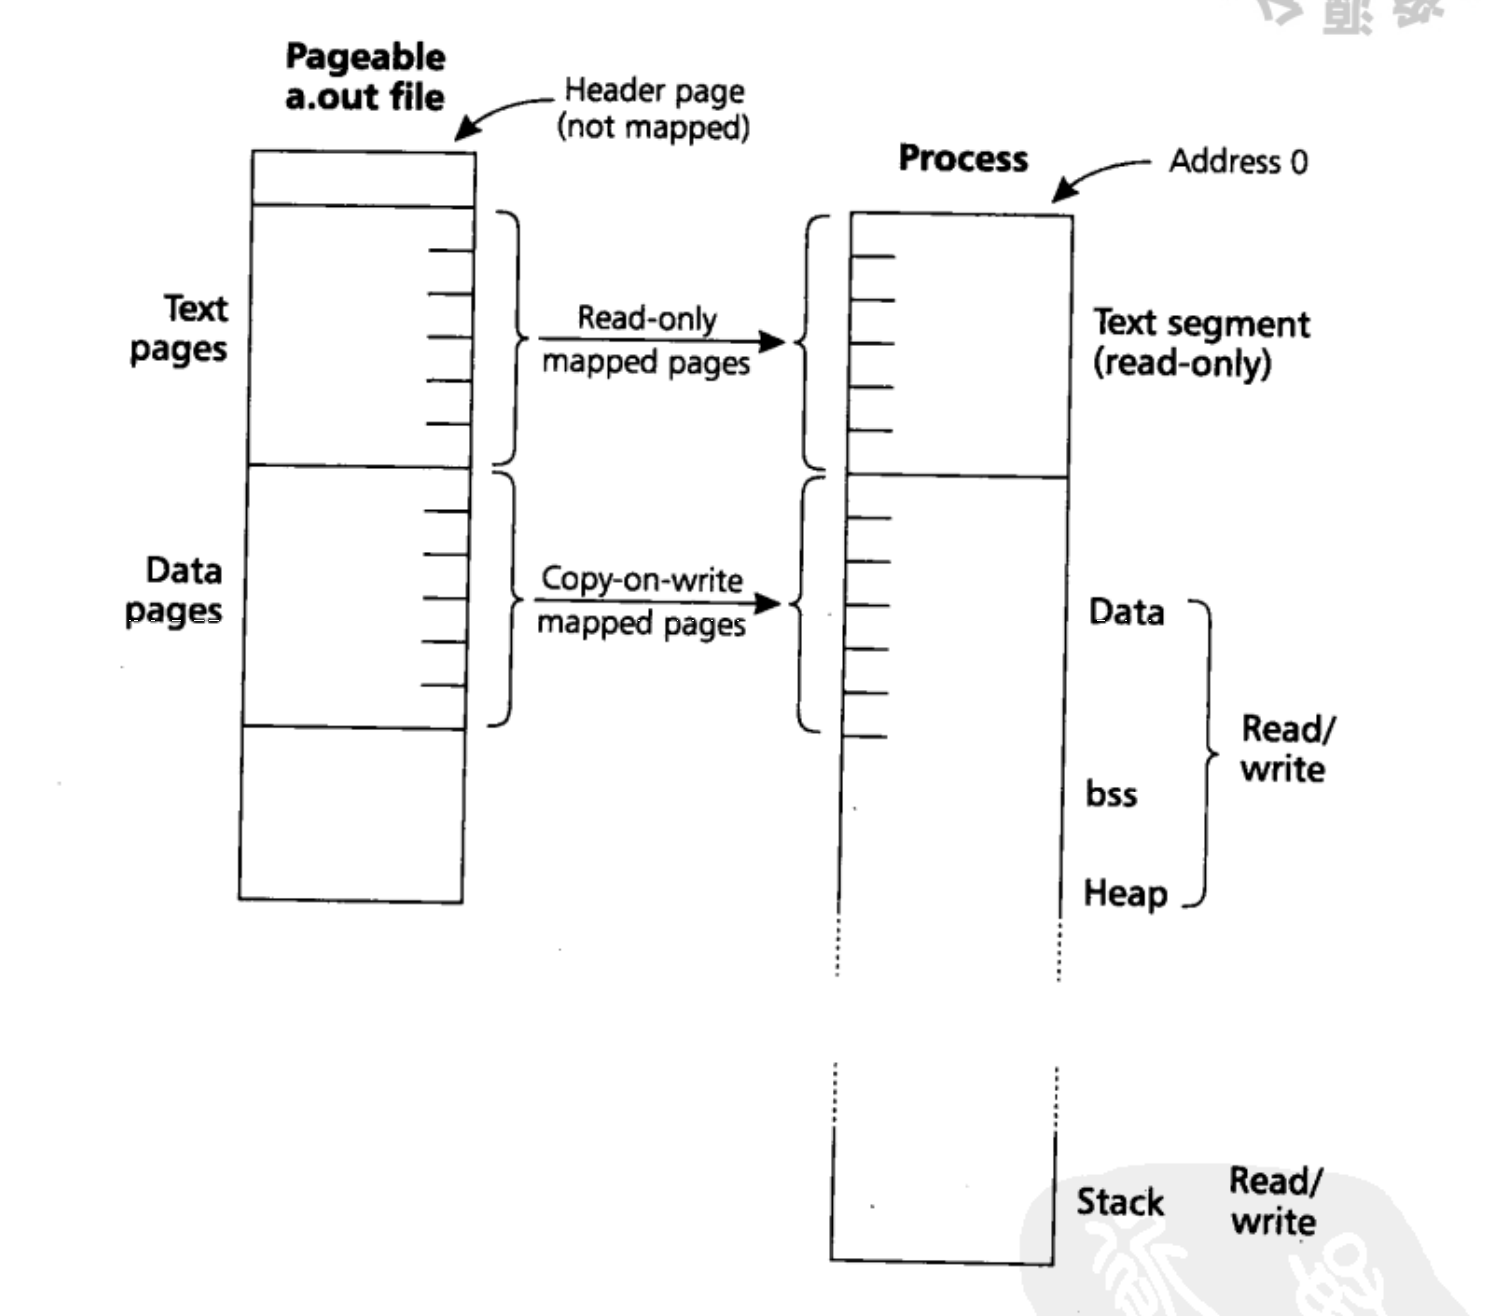 Pageable
a.out file
Header page
(not mapped)
Process
Address 0
Text
pages
Read-only
mapped pages
Text segment
(read-only)
Data
pages
Copy-on-write
mapped pages
Data
Read/
write
bss
Heap
Stack
Read/
write